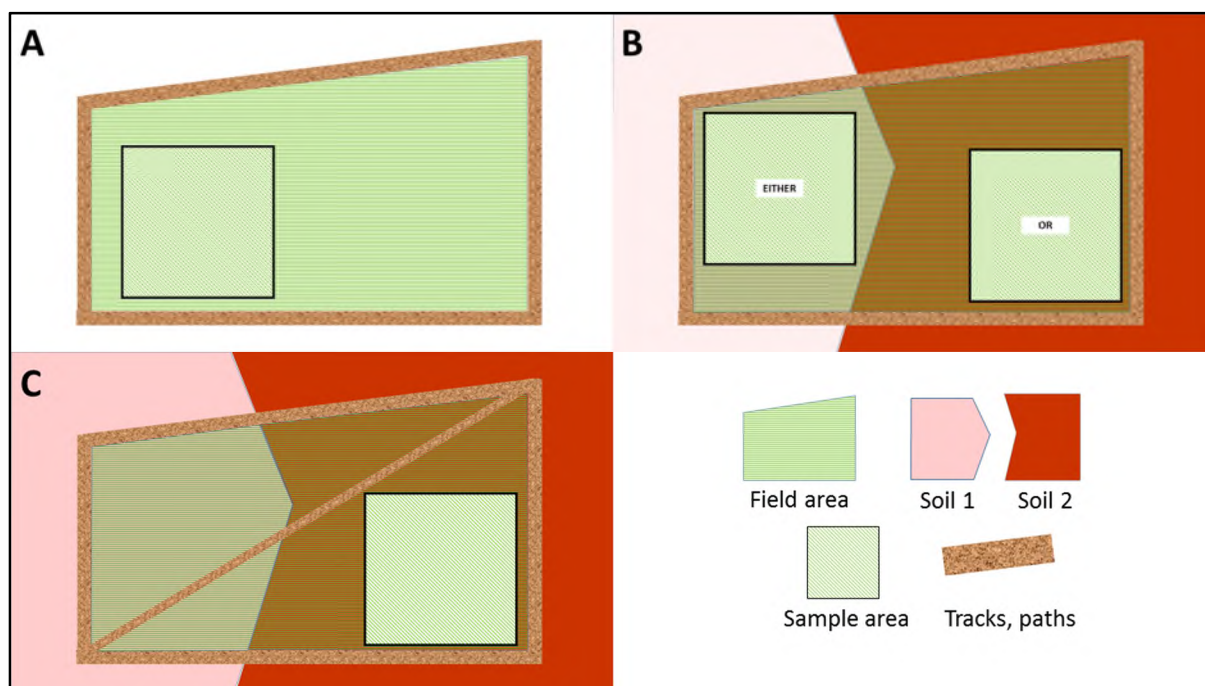 A
B
EITHER
OR
C
Field area
Soil 1
Soil 2
Sample area
Tracks, paths